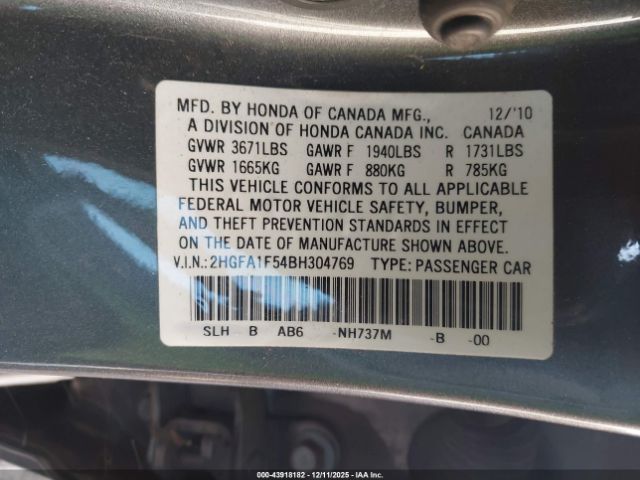 MFD. BY HONDA OF CANADA MFG., 12/'10
A DIVISION OF HONDA CANADA INC. CANADA
GVWR 3671LBS GAWR F 1940LBS R 1731LBS
GVWR 1665KG GAWR F 880KG R 785KG
THIS VEHICLE CONFORMS TO ALL APPLICABLE
FEDERAL MOTOR VEHICLE SAFETY, BUMPER,
AND THEFT PREVENTION STANDARDS IN EFFECT
ON THE DATE OF MANUFACTURE SHOWN ABOVE.
V.I.N.: 2HGFA1F54BH304769 TYPE: PASSENGER CAR
SLH B AB6 -NH737M -B -00
000-43918182 - 12/11/2025 - IAA Inc.